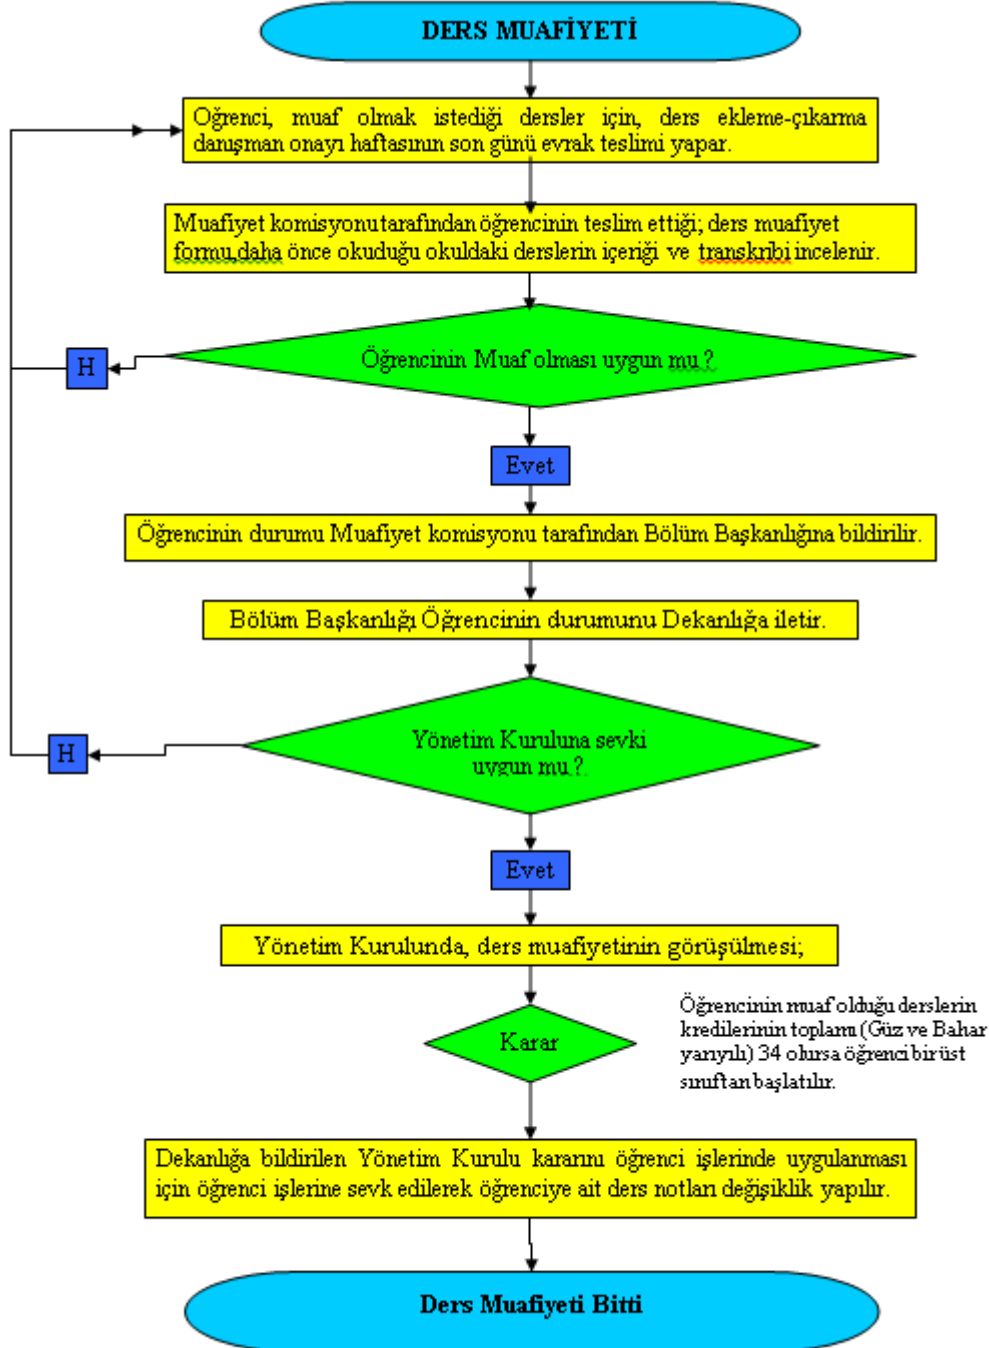 DERS MUAFİYETİ
Öğrenci, muaf olmak istediği dersler için, ders ekleme-çıkarma
danışman onayı haftasının son günü evrak teslimi yapar.
Muafiyet komisyonu tarafından öğrencinin teslim ettiği; ders muafiyet
formu,daha önce okuduğu okuldaki derslerin içeriği ve transkribi incelenir.
Öğrencinin Muaf olması uygun mu ?
H
Evet
Öğrencinin durumu Muafiyet komisyonu tarafından Bölüm Başkanlığına bildirilir.
Bölüm Başkanlığı Öğrencinin durumunu Dekanlığa iletir.
Yönetim Kuruluna sevki
uygun mu ?
H
Evet
Yönetim Kurulunda, ders muafiyetinin görüşülmesi;
Karar
Öğrencinin muaf olduğu derslerin
kredilerinin toplamı (Güz ve Bahar
yarıyılı) 34 olursa öğrenci bir üst
sınıftan başlatılır.
Dekanlığa bildirilen Yönetim Kurulu kararını öğrenci işlerinde uygulanması
için öğrenci işlerine sevk edilerek öğrenciye ait ders notları değişiklik yapılır.
Ders Muafiyeti Bitti